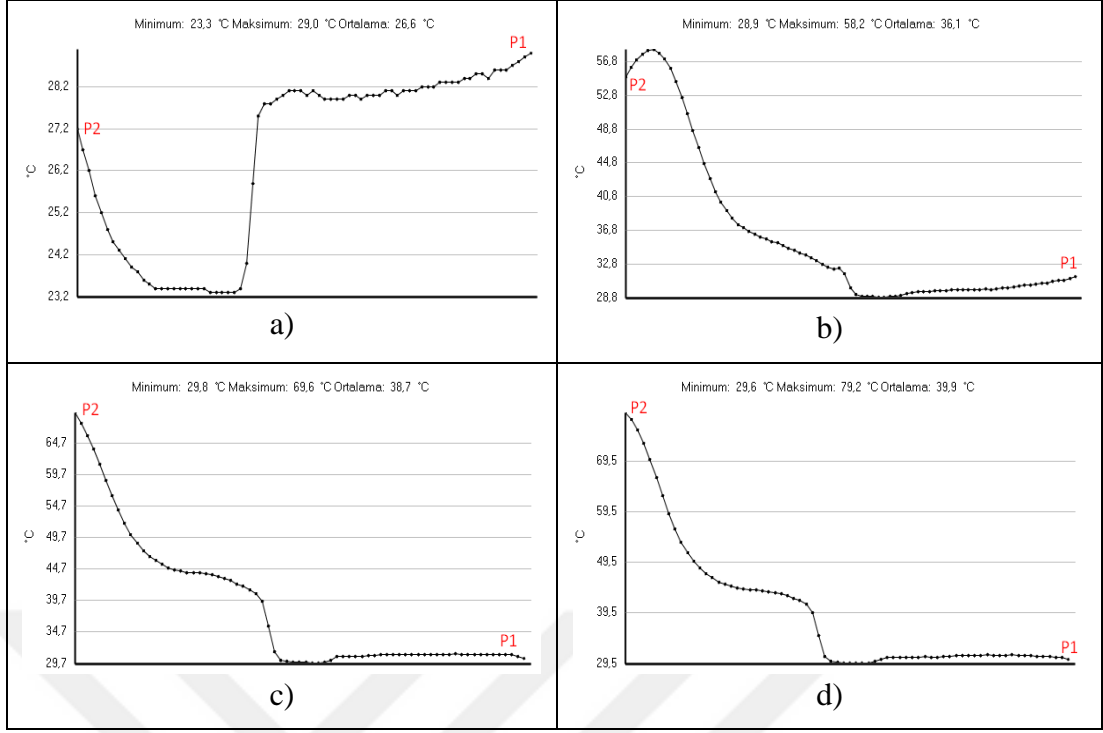 Minimum: 23,3 °C Maksimum: 29,0 °C Ortalama: 26,6 °C
P1
28,2
27,2
P2
26,2
°C
25,2
24,2
23,2
a)
Minimum: 28,9 °C Maksimum: 58,2 °C Ortalama: 36,1 °C
56,8
P2
52,8
48,8
44,8
°C
40,8
36,8
32,8
P1
28,8
b)
Minimum: 29,8 °C Maksimum: 69,6 °C Ortalama: 38,7 °C
P2
64,7
59,7
54,7
49,7
°C
44,7
39,7
34,7
P1
29,7
c)
Minimum: 29,6 °C Maksimum: 79,2 °C Ortalama: 39,9 °C
P2
69,5
59,5
°C
49,5
39,5
P1
29,5
d)